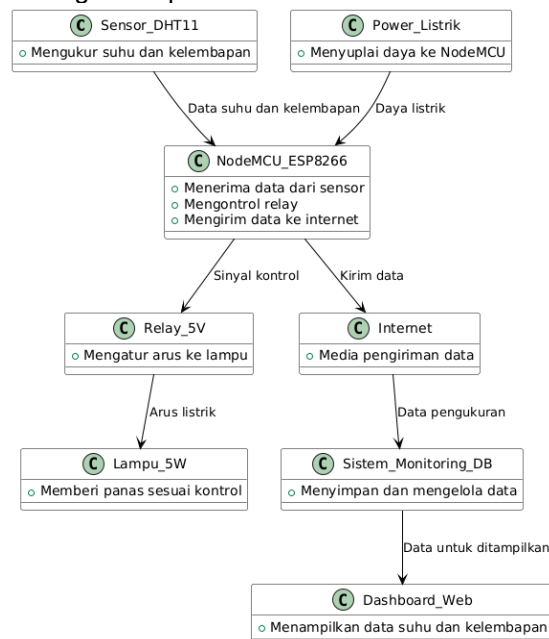 C Sensor_DHT11
Mengukur suhu dan kelembapan
C Power_Listrik
Menyuplai daya ke NodeMCU
Data suhu dan kelembapan
Daya listrik
C NodeMCU_ESP8266
Menerima data dari sensor
Mengontrol relay
Mengirim data ke internet
Sinyal kontrol
Kirim data
C Relay_5V
Mengatur arus ke lampu
C Internet
Media pengiriman data
Arus listrik
Data pengukuran
C Lampu_5W
Memberi panas sesuai kontrol
C Sistem_Monitoring_DB
Menyimpan dan mengelola data
Data untuk ditampilkan
C Dashboard_Web
Menampilkan data suhu dan kelembapan